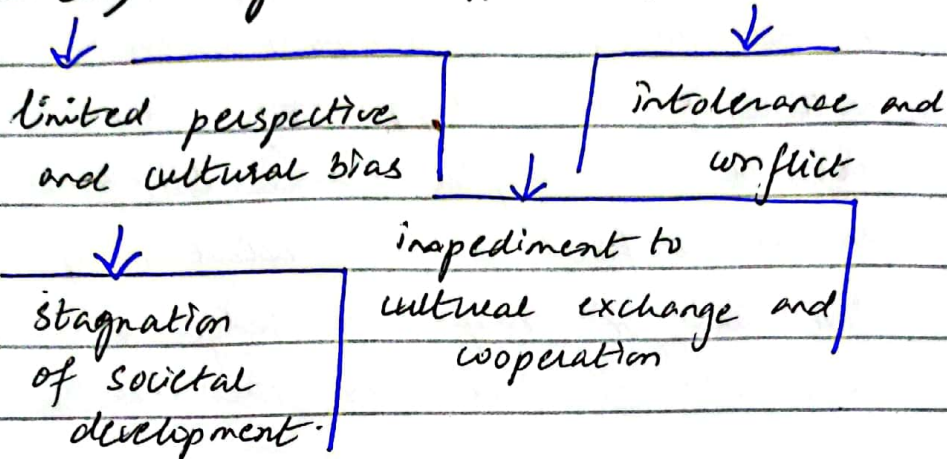 limited perspective
and cultural bias
intolerance and
conflict
impediment to
cultural exchange and
cooperation
stagnation
of societal
development.